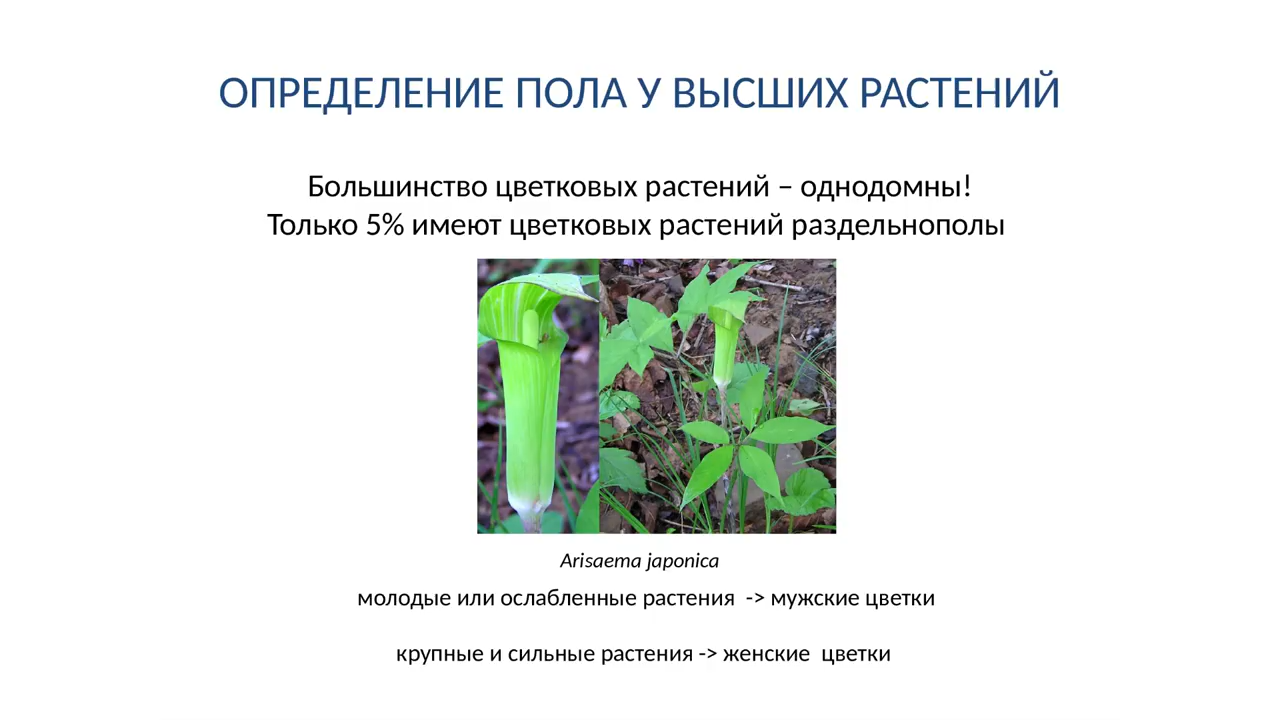 ОПРЕДЕЛЕНИЕ ПОЛА У ВЫСШИХ РАСТЕНИЙ
Большинство цветковых растений – однодомны!
Только 5% имеют цветковых растений раздельнополы
Arisaema japonica
молодые или ослабленные растения -> мужские цветки
крупные и сильные растения -> женские цветки